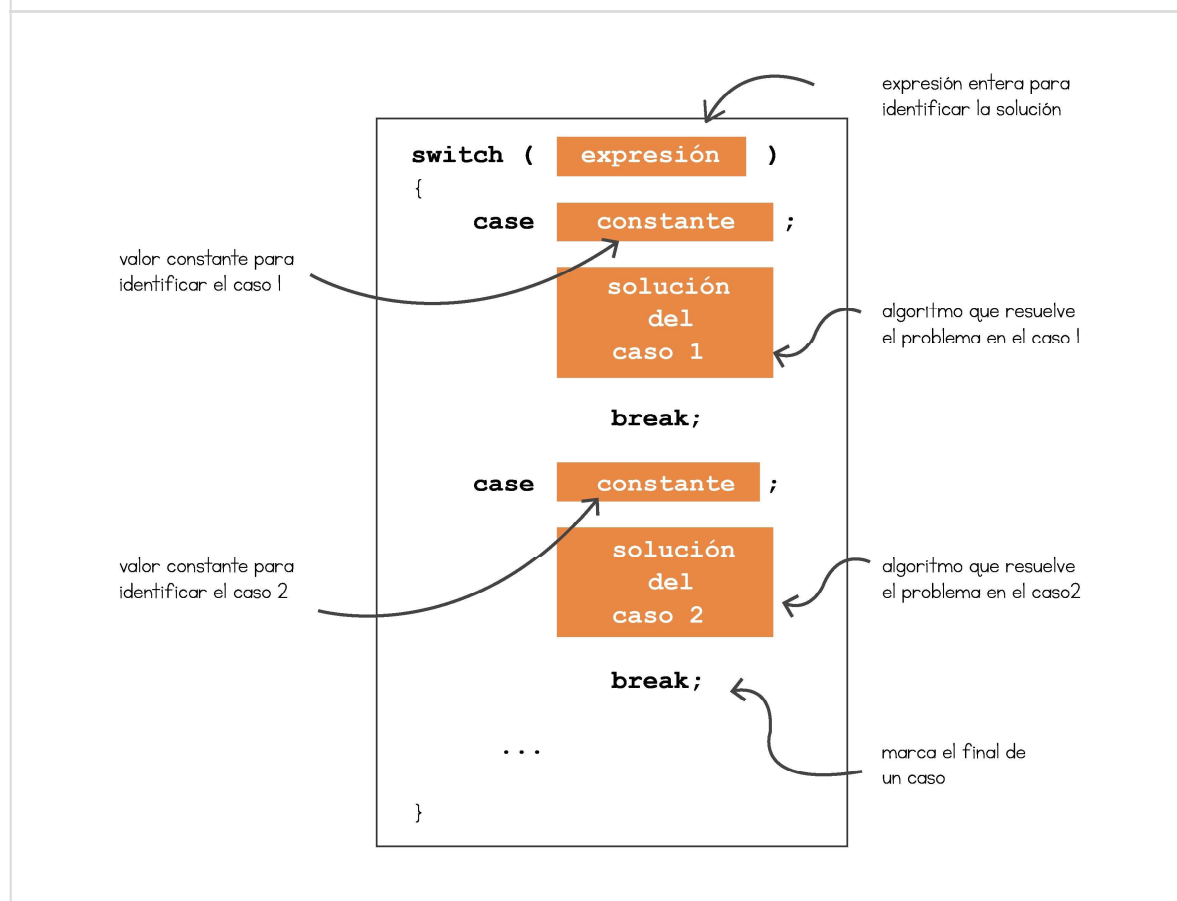 expresión entera para
identificar la solución
switch ( expresión )
{
case constante ;
valor constante para
identificar el caso 1
solución
del
caso 1
algoritmo que resuelve
el problema en el caso 1
break;
case constante ;
valor constante para
identificar el caso 2
solución
del
caso 2
algoritmo que resuelve
el problema en el caso2
break;
...
marca el final de
un caso
}